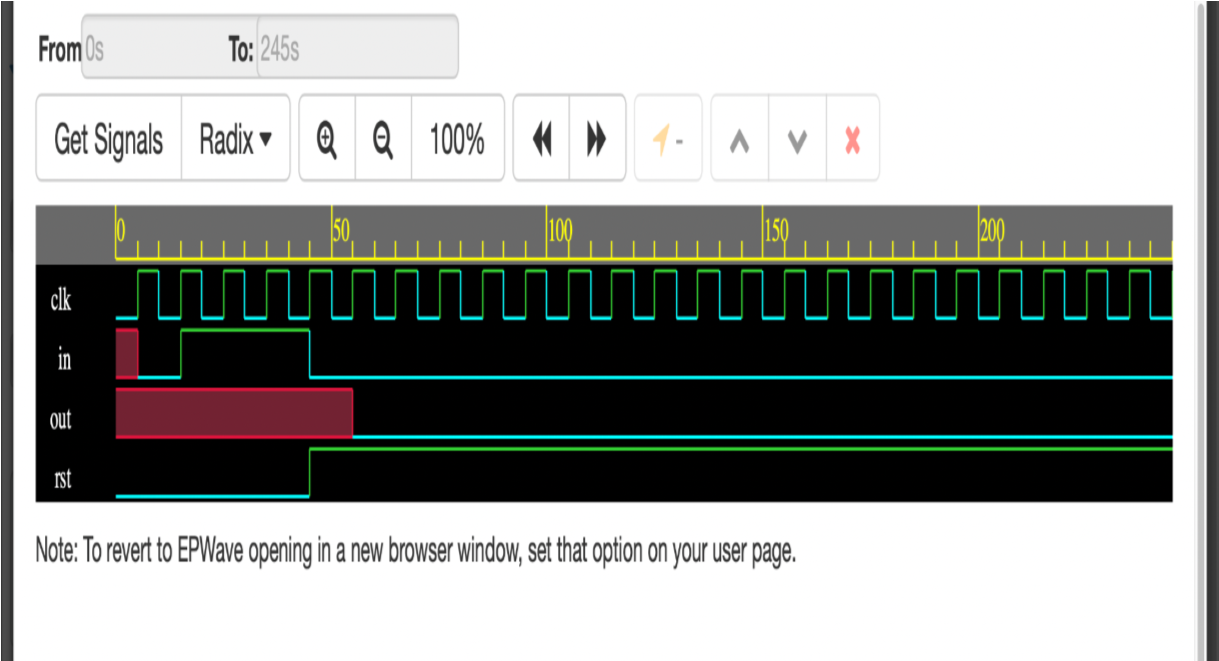 From 0s To: 245s
Get Signals Radix▾ 100% -
0 50 100 150 200
clk
in
out
rst
Note: To revert to EPWave opening in a new browser window, set that option on your user page.